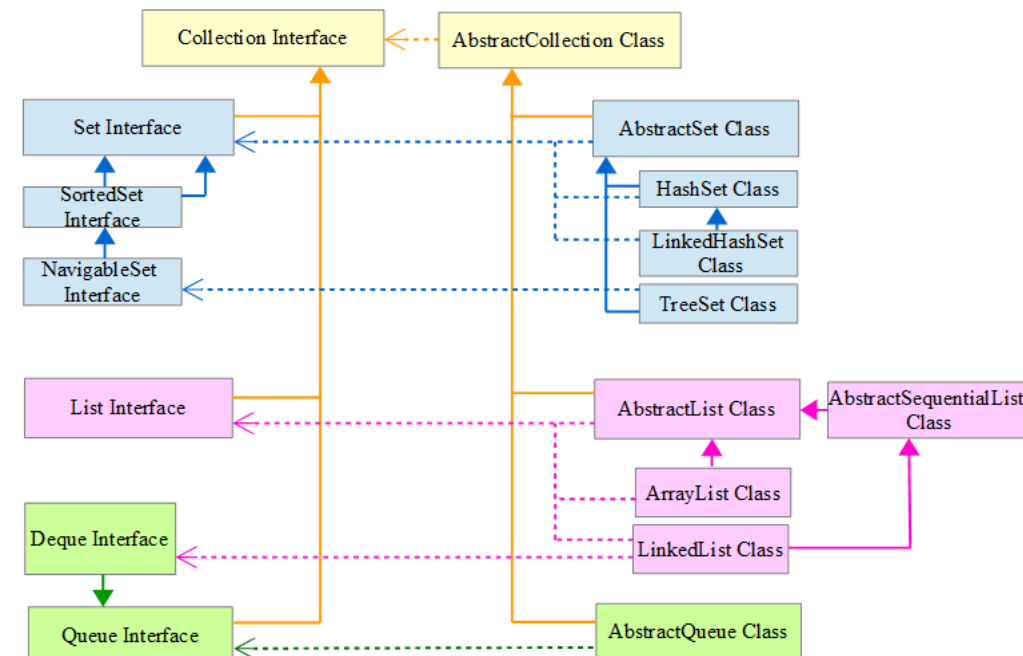 Collection Interface
AbstractCollection Class
Set Interface
AbstractSet Class
SortedSet
Interface
HashSet Class
LinkedHashSet
Class
NavigableSet
Interface
TreeSet Class
List Interface
AbstractList Class
AbstractSequentialList
Class
ArrayList Class
Deque Interface
LinkedList Class
Queue Interface
AbstractQueue Class